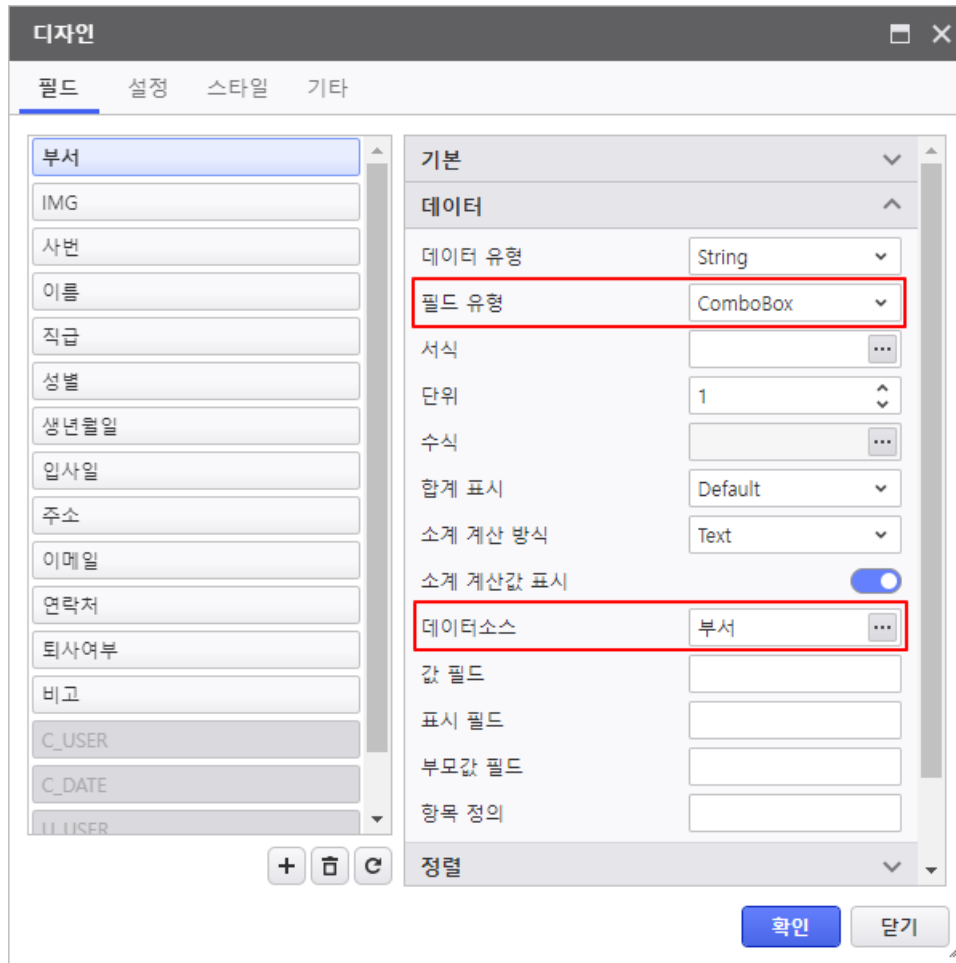 디자인
필드 설정 스타일 기타
부서
IMG
사번
이름
직급
성별
생년월일
입사일
주소
이메일
연락처
퇴사여부
비고
C_USER
C_DATE
U_USER
기본
데이터
데이터 유형 String
필드 유형 ComboBox
서식 ...
단위 1
수식 ...
합계 표시 Default
소계 계산 방식 Text
소계 계산값 표시
데이터소스 부서 ...
값 필드
표시 필드
부모값 필드
항목 정의
정렬
확인 닫기